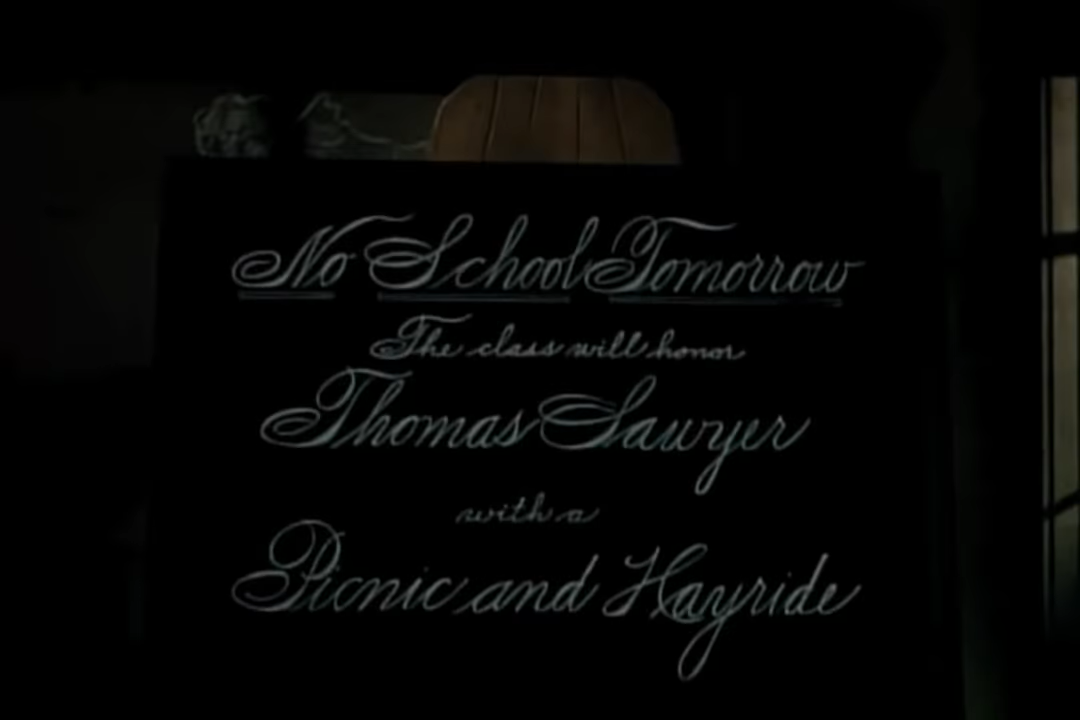 No School Tomorrow
The class will honor
Thomas Sawyer
with a
Picnic and Hayride